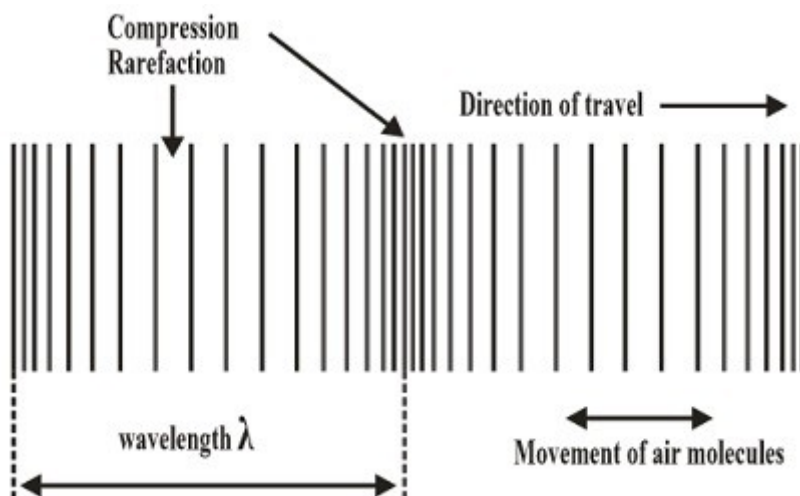 Compression
Rarefaction
Direction of travel
wavelength λ
Movement of air molecules